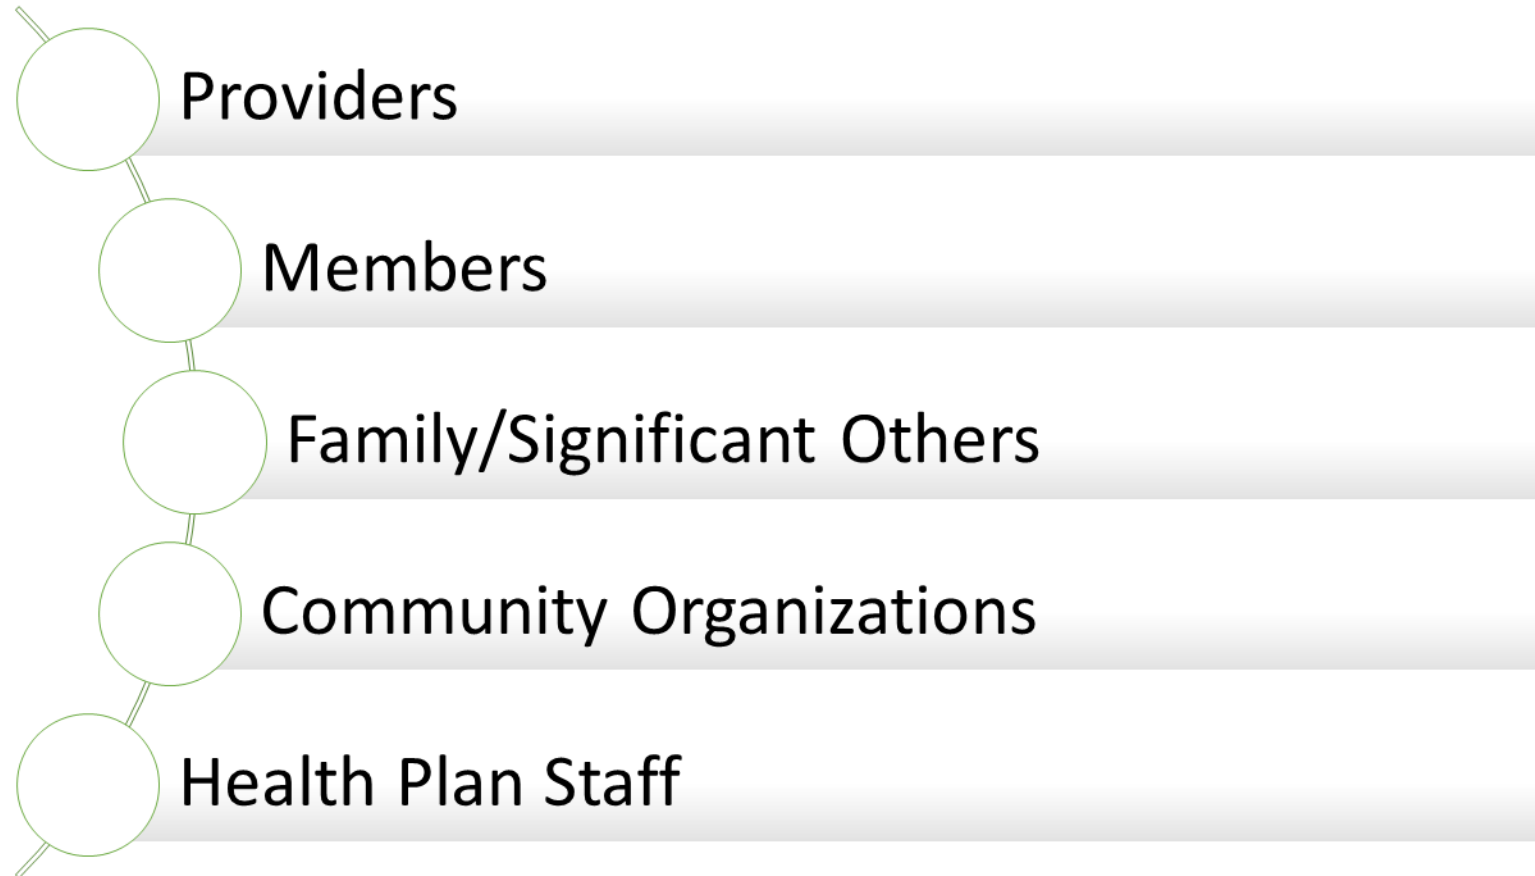 Providers
Members
Family/Significant Others
Community Organizations
Health Plan Staff